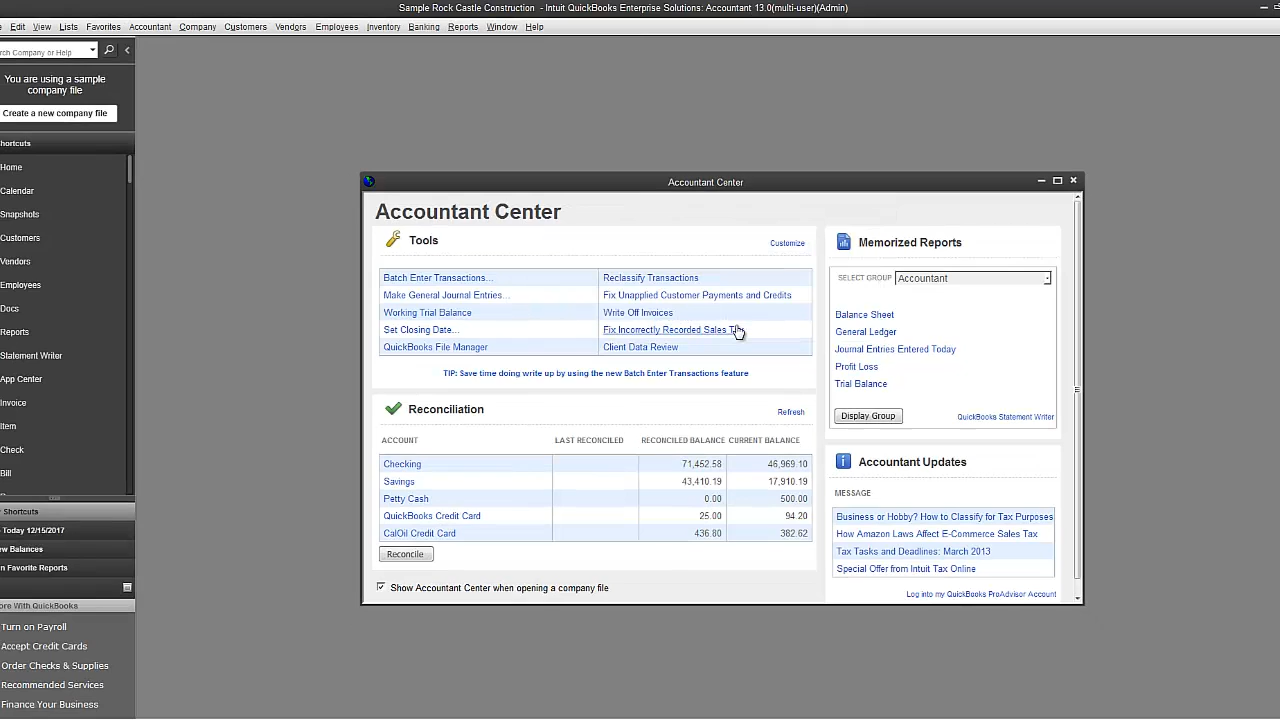 Sample Rock Castle Construction - Intuit QuickBooks Enterprise Solutions: Accountant 13.0(multi-user)(Admin)
Edit View Lists Favorites Accountant Company Customers Vendors Employees Inventory Banking Reports Window Help
rch Company or Help
You are using a sample
company file
Create a new company file
hortcuts
Home
Calendar
Snapshots
Customers
Vendors
Employees
Docs
Reports
Statement Writer
App Center
Invoice
Item
Check
Bill
Shortcuts
Today 12/15/2017
ew Balances
n Favorite Reports
ore With QuickBooks
Turn on Payroll
Accept Credit Cards
Order Checks & Supplies
Recommended Services
Finance Your Business
Accountant Center
Accountant Center
Tools
Customize
Batch Enter Transactions... Reclassify Transactions
Make General Journal Entries... Fix Unapplied Customer Payments and Credits
Working Trial Balance Write Off Invoices
Set Closing Date... Fix Incorrectly Recorded Sales
QuickBooks File Manager Client Data Review
TIP: Save time doing write up by using the new Batch Enter Transactions feature
Reconciliation
Refresh
ACCOUNT LAST RECONCILED RECONCILED BALANCE CURRENT BALANCE
Checking 71,452.58 46,969.10
Savings 43,410.19 17,910.19
Petty Cash 0.00 500.00
QuickBooks Credit Card 25.00 94.20
CalOil Credit Card 436.80 382.62
Reconcile
Show Accountant Center when opening a company file
Memorized Reports
SELECT GROUP Accountant
Balance Sheet
General Ledger
Journal Entries Entered Today
Profit Loss
Trial Balance
Display Group QuickBooks Statement Writer
Accountant Updates
MESSAGE
Business or Hobby? How to Classify for Tax Purposes
How Amazon Laws Affect E-Commerce Sales Tax
Tax Tasks and Deadlines: March 2013
Special Offer from Intuit Tax Online
Log into my QuickBooks ProAdvisor Account